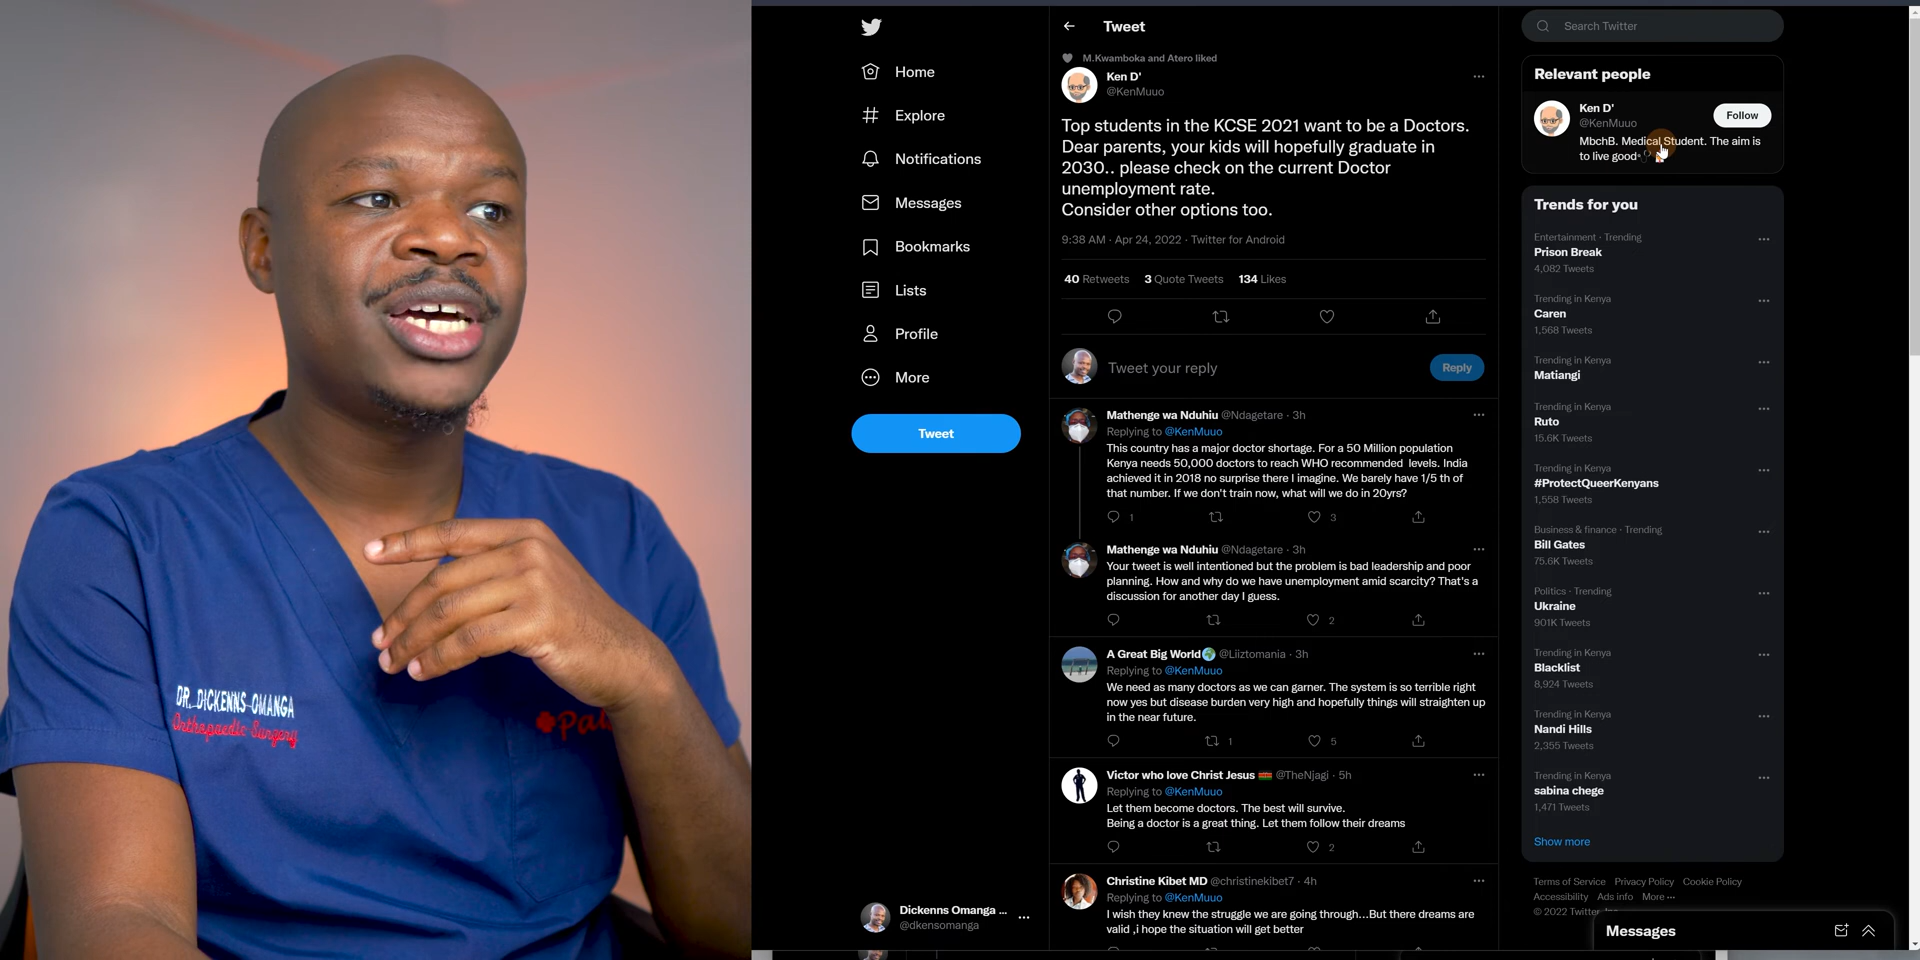 DR. DICKENNS OMANGA
Orthopaedic Surgery
Home
Explore
Notifications
Messages
Bookmarks
Lists
Profile
More
Tweet
Dickenns Omanga ...
@dkensomanga
Tweet
M.Kwamboka and Atero liked
Ken D'
@KenMuuo
Top students in the KCSE 2021 want to be a Doctors.
Dear parents, your kids will hopefully graduate in
2030.. please check on the current Doctor
unemployment rate.
Consider other options too.
9:38 AM · Apr 24, 2022 · Twitter for Android
40 Retweets 3 Quote Tweets 134 Likes
Tweet your reply
Reply
Mathenge wa Nduhiu @Ndagetare · 3h
Replying to @KenMuuo
This country has a major doctor shortage. For a 50 Million population
Kenya needs 50,000 doctors to reach WHO recommended levels. India
achieved it in 2018 no surprise there I imagine. We barely have 1/5 th of
that number. If we don't train now, what will we do in 20yrs?
1 3
Mathenge wa Nduhiu @Ndagetare · 3h
Your tweet is well intentioned but the problem is bad leadership and poor
planning. How and why do we have unemployment amid scarcity? That's a
discussion for another day I guess.
2
A Great Big World @Liiztomania · 3h
Replying to @KenMuuo
We need as many doctors as we can garner. The system is so terrible right
now yes but disease burden very high and hopefully things will straighten up
in the near future.
1 5
Victor who love Christ Jesus @TheNjagi · 5h
Replying to @KenMuuo
Let them become doctors. The best will survive.
Being a doctor is a great thing. Let them follow their dreams
2
Christine Kibet MD @christinekibet7 · 4h
Replying to @KenMuuo
I wish they knew the struggle we are going through...But there dreams are
valid ,i hope the situation will get better
Search Twitter
Relevant people
Ken D'
@KenMuuo
Follow
MbchB. Medical Student. The aim is
to live good
Trends for you
Entertainment · Trending
Prison Break
4,082 Tweets
Trending in Kenya
Caren
1,568 Tweets
Trending in Kenya
Matiangi
Trending in Kenya
Ruto
15.6K Tweets
Trending in Kenya
#ProtectQueerKenyans
1,558 Tweets
Business & finance · Trending
Bill Gates
75.6K Tweets
Politics · Trending
Ukraine
901K Tweets
Trending in Kenya
Blacklist
8,924 Tweets
Trending in Kenya
Nandi Hills
2,355 Tweets
Trending in Kenya
sabina chege
1,471 Tweets
Show more
Terms of Service Privacy Policy Cookie Policy
Accessibility Ads info More ...
© 2022 Twitter
Messages